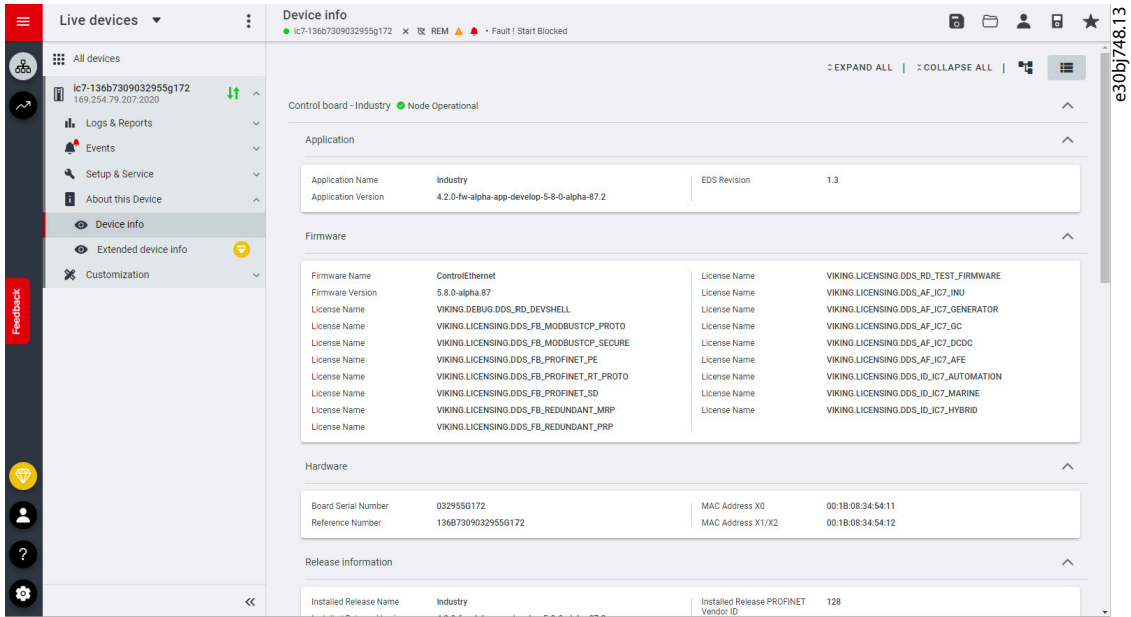 Live devices
Device info
ic7-136b7309032955g172 REM • Fault ! Start Blocked
All devices
ic7-136b7309032955g172
169.254.79.207:2020
Logs & Reports
Events
Setup & Service
About this Device
Device info
Extended device info
Customization
Feedback
?
EXPAND ALL | COLLAPSE ALL |
Control board - Industry Node Operational
Application
Application Name Industry EDS Revision 1.3
Application Version 4.2.0-fw-alpha-app-develop-5-8-0-alpha-87.2
Firmware
Firmware Name ControlEthernet License Name VIKING.LICENSING.DDS_RD_TEST_FIRMWARE
Firmware Version 5.8.0-alpha.87 License Name VIKING.LICENSING.DDS_AF_IC7_INU
License Name VIKING.DEBUG.DDS_RD_DEVSHELL License Name VIKING.LICENSING.DDS_AF_IC7_GENERATOR
License Name VIKING.LICENSING.DDS_FB_MODBUSTCP_PROTO License Name VIKING.LICENSING.DDS_AF_IC7_GC
License Name VIKING.LICENSING.DDS_FB_MODBUSTCP_SECURE License Name VIKING.LICENSING.DDS_AF_IC7_DCDC
License Name VIKING.LICENSING.DDS_FB_PROFINET_PE License Name VIKING.LICENSING.DDS_AF_IC7_AFE
License Name VIKING.LICENSING.DDS_FB_PROFINET_RT_PROTO License Name VIKING.LICENSING.DDS_ID_IC7_AUTOMATION
License Name VIKING.LICENSING.DDS_FB_PROFINET_SD License Name VIKING.LICENSING.DDS_ID_IC7_MARINE
License Name VIKING.LICENSING.DDS_FB_REDUNDANT_MRP License Name VIKING.LICENSING.DDS_ID_IC7_HYBRID
License Name VIKING.LICENSING.DDS_FB_REDUNDANT_PRP
Hardware
Board Serial Number 032955G172 MAC Address X0 00:1B:08:34:54:11
Reference Number 136B7309032955G172 MAC Address X1/X2 00:1B:08:34:54:12
Release information
Installed Release Name Industry Installed Release PROFINET 128
Vendor ID
e30bj748.13